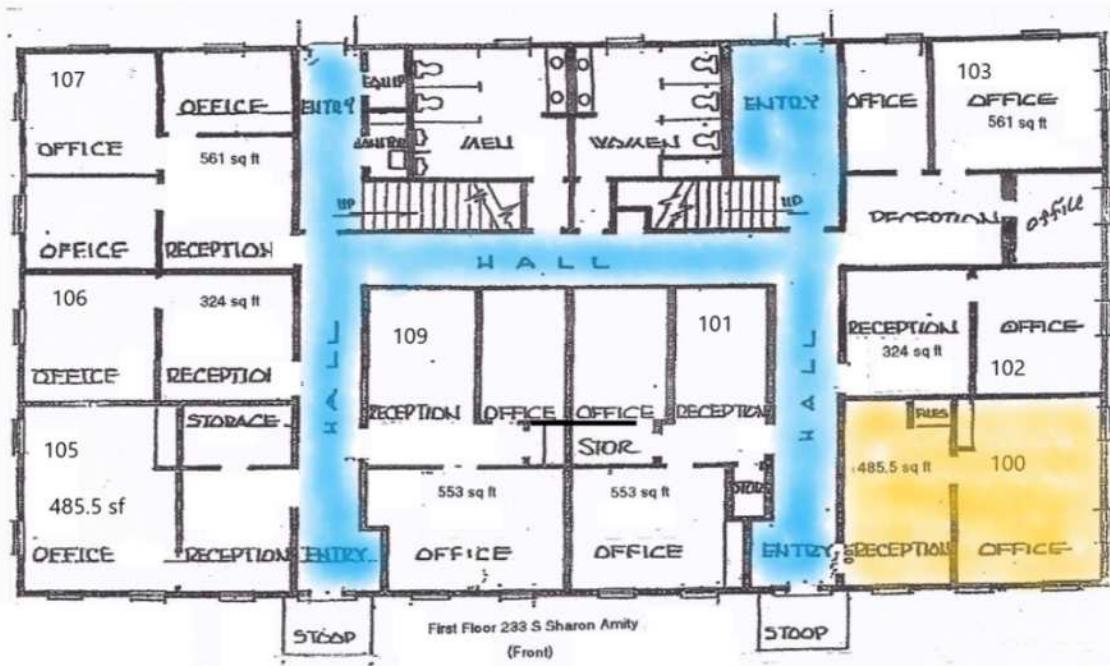 107
OFFICE
OFFICE
561 sq ft
OFFICE
RECEPTION
ENTRY
EQUIP
MEN
WOMEN
ENTRY
OFFICE
103
OFFICE
561 sq ft
UP
UP
RECEPTION
OFFICE
HALL
106
324 sq ft
OFFICE
RECEPTION
HALL
109
RECEPTION
OFFICE
OFFICE
101
RECEPTION
HALL
RECEPTION
324 sq ft
OFFICE
102
STORAGE
105
485.5 sf
OFFICE
RECEPTION
ENTRY
553 sq ft
OFFICE
STOR
553 sq ft
OFFICE
STOR
ENTRY
FILES
485.5 sq ft
100
RECEPTION
OFFICE
STOOP
First Floor 233 S Sharon Amity
(Front)
STOOP